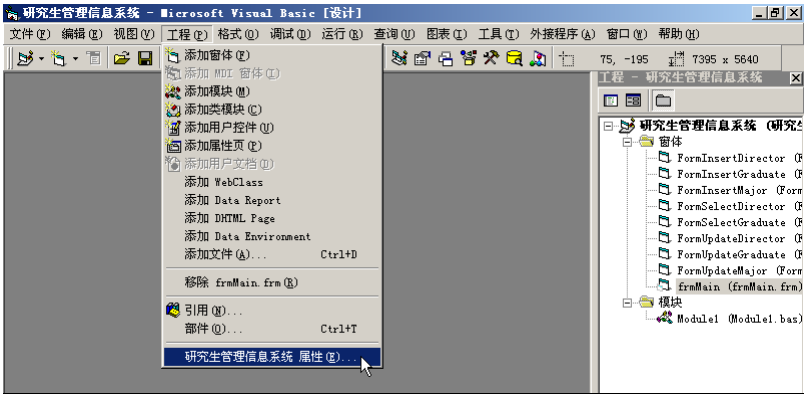 研究生管理信息系统 - Microsoft Visual Basic [设计]
文件(F) 编辑(E) 视图(V) 工程(P) 格式(O) 调试(D) 运行(R) 查询(U) 图表(I) 工具(T) 外接程序(A) 窗口(W) 帮助(H)
75, -195 7395 x 5640
添加窗体(F)
添加 MDI 窗体(I)
添加模块(M)
添加类模块(C)
添加用户控件(U)
添加属性页(P)
添加用户文档(D)
添加 WebClass
添加 Data Report
添加 DHTML Page
添加 Data Environment
添加文件(A)... Ctrl+D
移除 frmMain.frm(R)
引用(N)...
部件(O)... Ctrl+T
研究生管理信息系统 属性(E)...
工程 - 研究生管理信息系统
研究生管理信息系统 (研究生
窗体
FormInsertDirector (F
FormInsertGraduate (F
FormInsertMajor (Form
FormSelectDirector (F
FormSelectGraduate (F
FormUpdateDirector (F
FormUpdateGraduate (F
FormUpdateMajor (Form
frmMain (frmMain.frm)
模块
Module1 (Module1.bas)